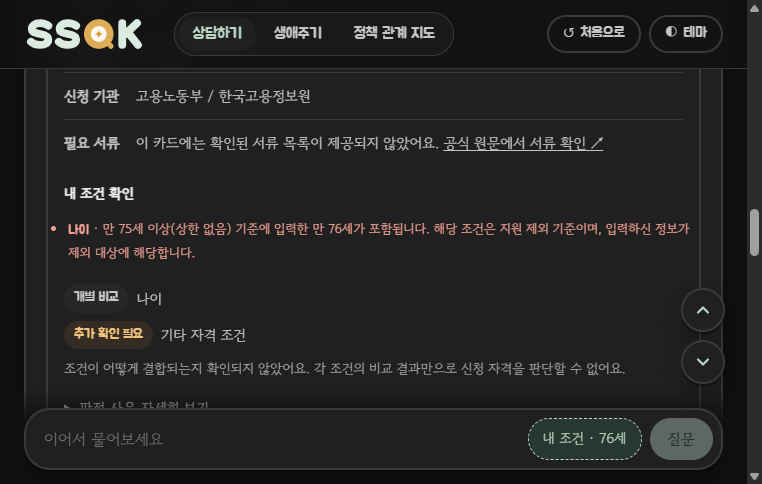 SSOK 상담하기 생애주기 정책 관계 지도 ↺ 처음으로 ◐ 테마
신청 기관 고용노동부 / 한국고용정보원
필요 서류 이 카드에는 확인된 서류 목록이 제공되지 않았어요. 공식 원문에서 서류 확인 ↗
내 조건 확인
• 나이 · 만 75세 이상(상한 없음) 기준에 입력한 만 76세가 포함됩니다. 해당 조건은 지원 제외 기준이며, 입력하신 정보가
제외 대상에 해당합니다.
개별 비교 나이
추가 확인 필요 기타 자격 조건
조건이 어떻게 결합되는지 확인되지 않았어요. 각 조건의 비교 결과만으로 신청 자격을 판단할 수 없어요.
▸ 판정 사유 자세히 보기
이어서 물어보세요 내 조건 · 76세 질문